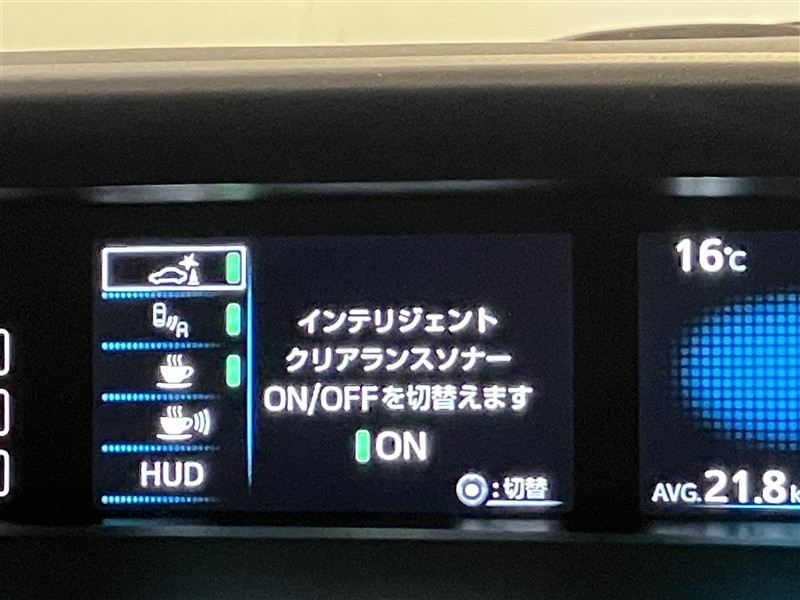 16℃
インテリジェント
クリアランスソナー
ON/OFFを切替えます
ON
HUD
:切替
AVG.21.8k